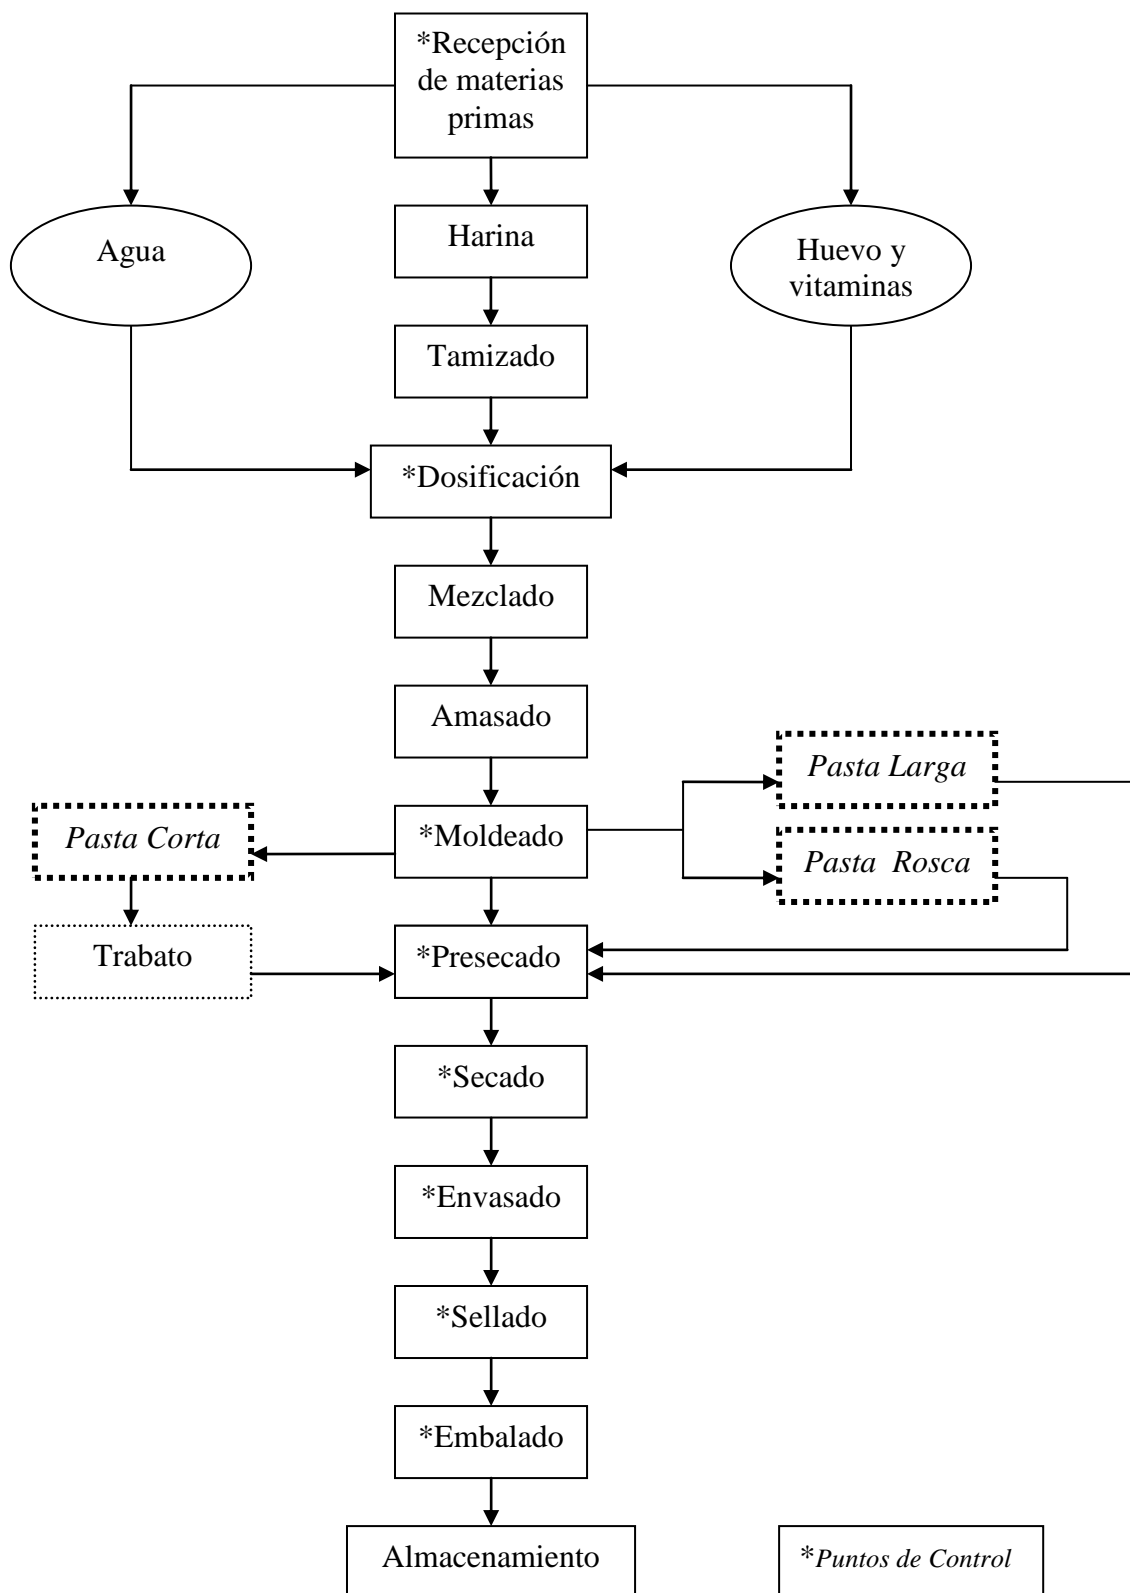 *Recepción
de materias
primas
Agua
Harina
Huevo y
vitaminas
Tamizado
*Dosificación
Mezclado
Amasado
Pasta Larga
Pasta Corta
*Moldeado
Pasta Rosca
Trabato
*Presecado
*Secado
*Envasado
*Sellado
*Embalado
Almacenamiento
*Puntos de Control